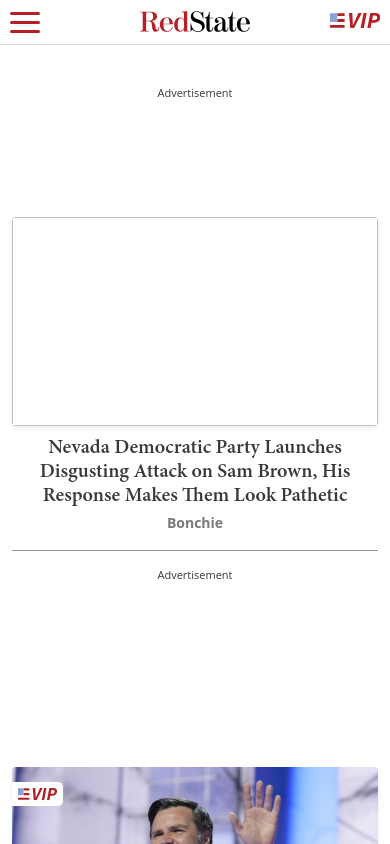 RedState
VIP
Advertisement
Nevada Democratic Party Launches
Disgusting Attack on Sam Brown, His
Response Makes Them Look Pathetic
Bonchie
Advertisement
VIP